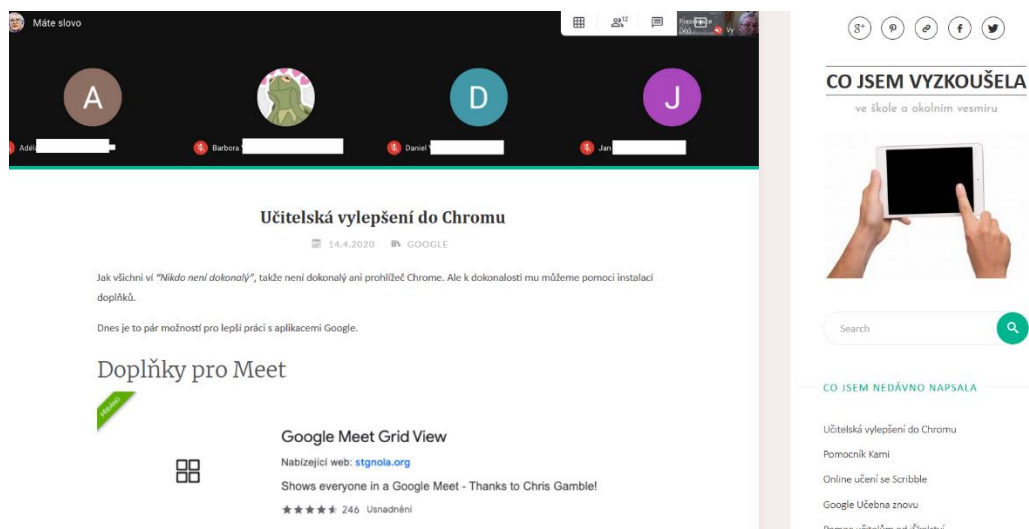 Máte slovo
12
Prezentujete
(Vy)
Vy
A
D
J
Adél
Barbora
Daniel
Jan
Učitelská vylepšení do Chromu
14.4.2020 GOOGLE
Jak všichni ví "Nikdo není dokonalý", takže není dokonalý ani prohlížeč Chrome. Ale k dokonalosti mu můžeme pomoci instalací
doplňků.
Dnes je to pár možností pro lepší práci s aplikacemi Google.
Doplňky pro Meet
PŘIDÁNO
Google Meet Grid View
Nabízející web: stgnola.org
Shows everyone in a Google Meet - Thanks to Chris Gamble!
246 Usnadnění
CO JSEM VYZKOUŠELA
ve škole a okolním vesmíru
Search
CO JSEM NEDÁVNO NAPSALA
Učitelská vylepšení do Chromu
Pomocník Kami
Online učení se Scribble
Google Učebna znovu